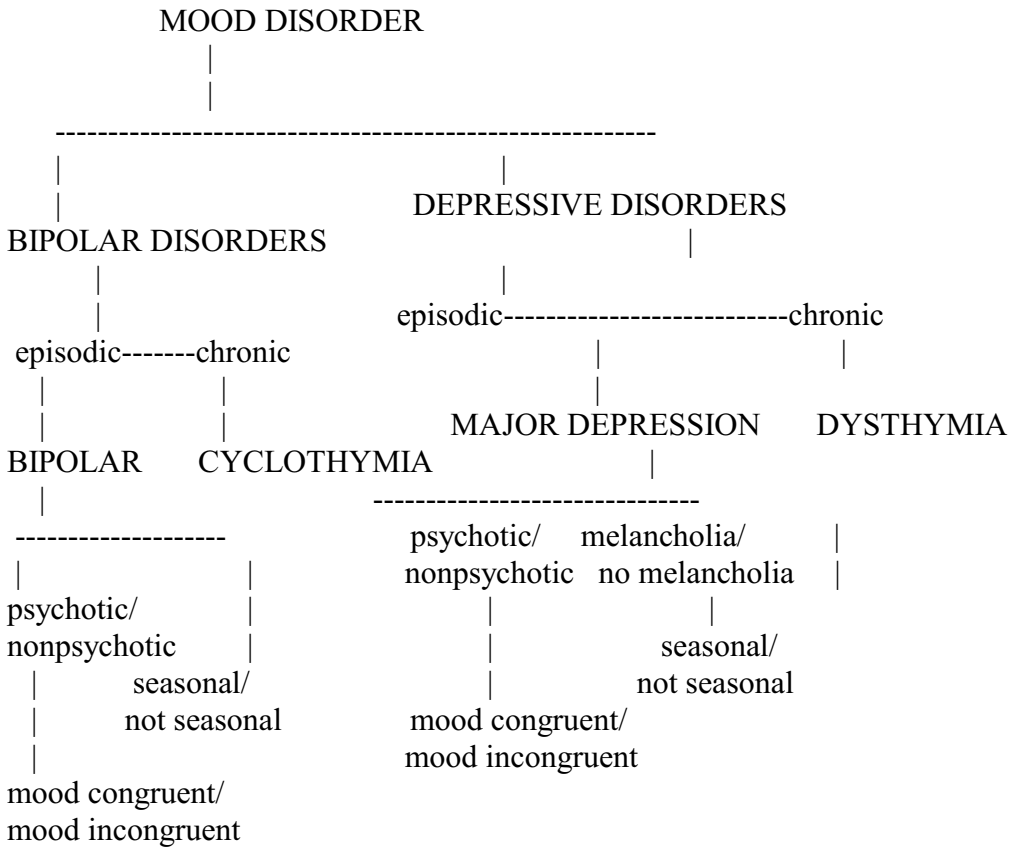 MOOD DISORDER
DEPRESSIVE DISORDERS
BIPOLAR DISORDERS
episodic---------------------------chronic
episodic-------chronic
MAJOR DEPRESSION DYSTHYMIA
BIPOLAR CYCLOTHYMIA
psychotic/ melancholia/
nonpsychotic no melancholia
psychotic/
nonpsychotic seasonal/
seasonal/ not seasonal
not seasonal mood congruent/
mood incongruent
mood congruent/
mood incongruent